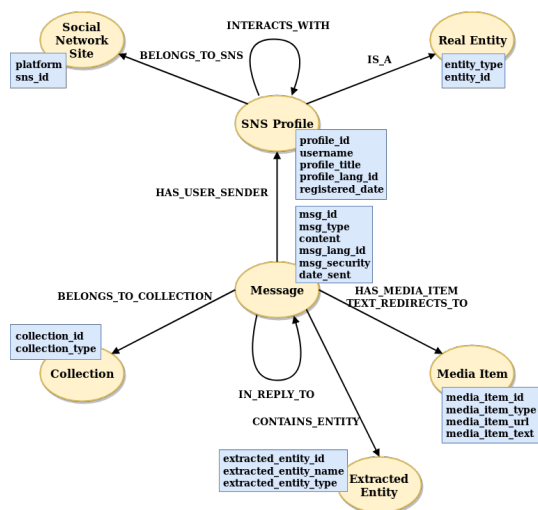 INTERACTS_WITH
Social
Network
Site
platform
sns_id
BELONGS_TO_SNS
IS_A
Real Entity
entity_type
entity_id
SNS Profile
profile_id
username
profile_title
profile_lang_id
registered_date
HAS_USER_SENDER
msg_id
msg_type
content
msg_lang_id
msg_security
date_sent
Message
BELONGS_TO_COLLECTION
HAS_MEDIA_ITEM
TEXT_REDIRECTS_TO
collection_id
collection_type
Collection
IN_REPLY_TO
CONTAINS_ENTITY
Media Item
media_item_id
media_item_type
media_item_url
media_item_text
extracted_entity_id
extracted_entity_name
extracted_entity_type
Extracted
Entity